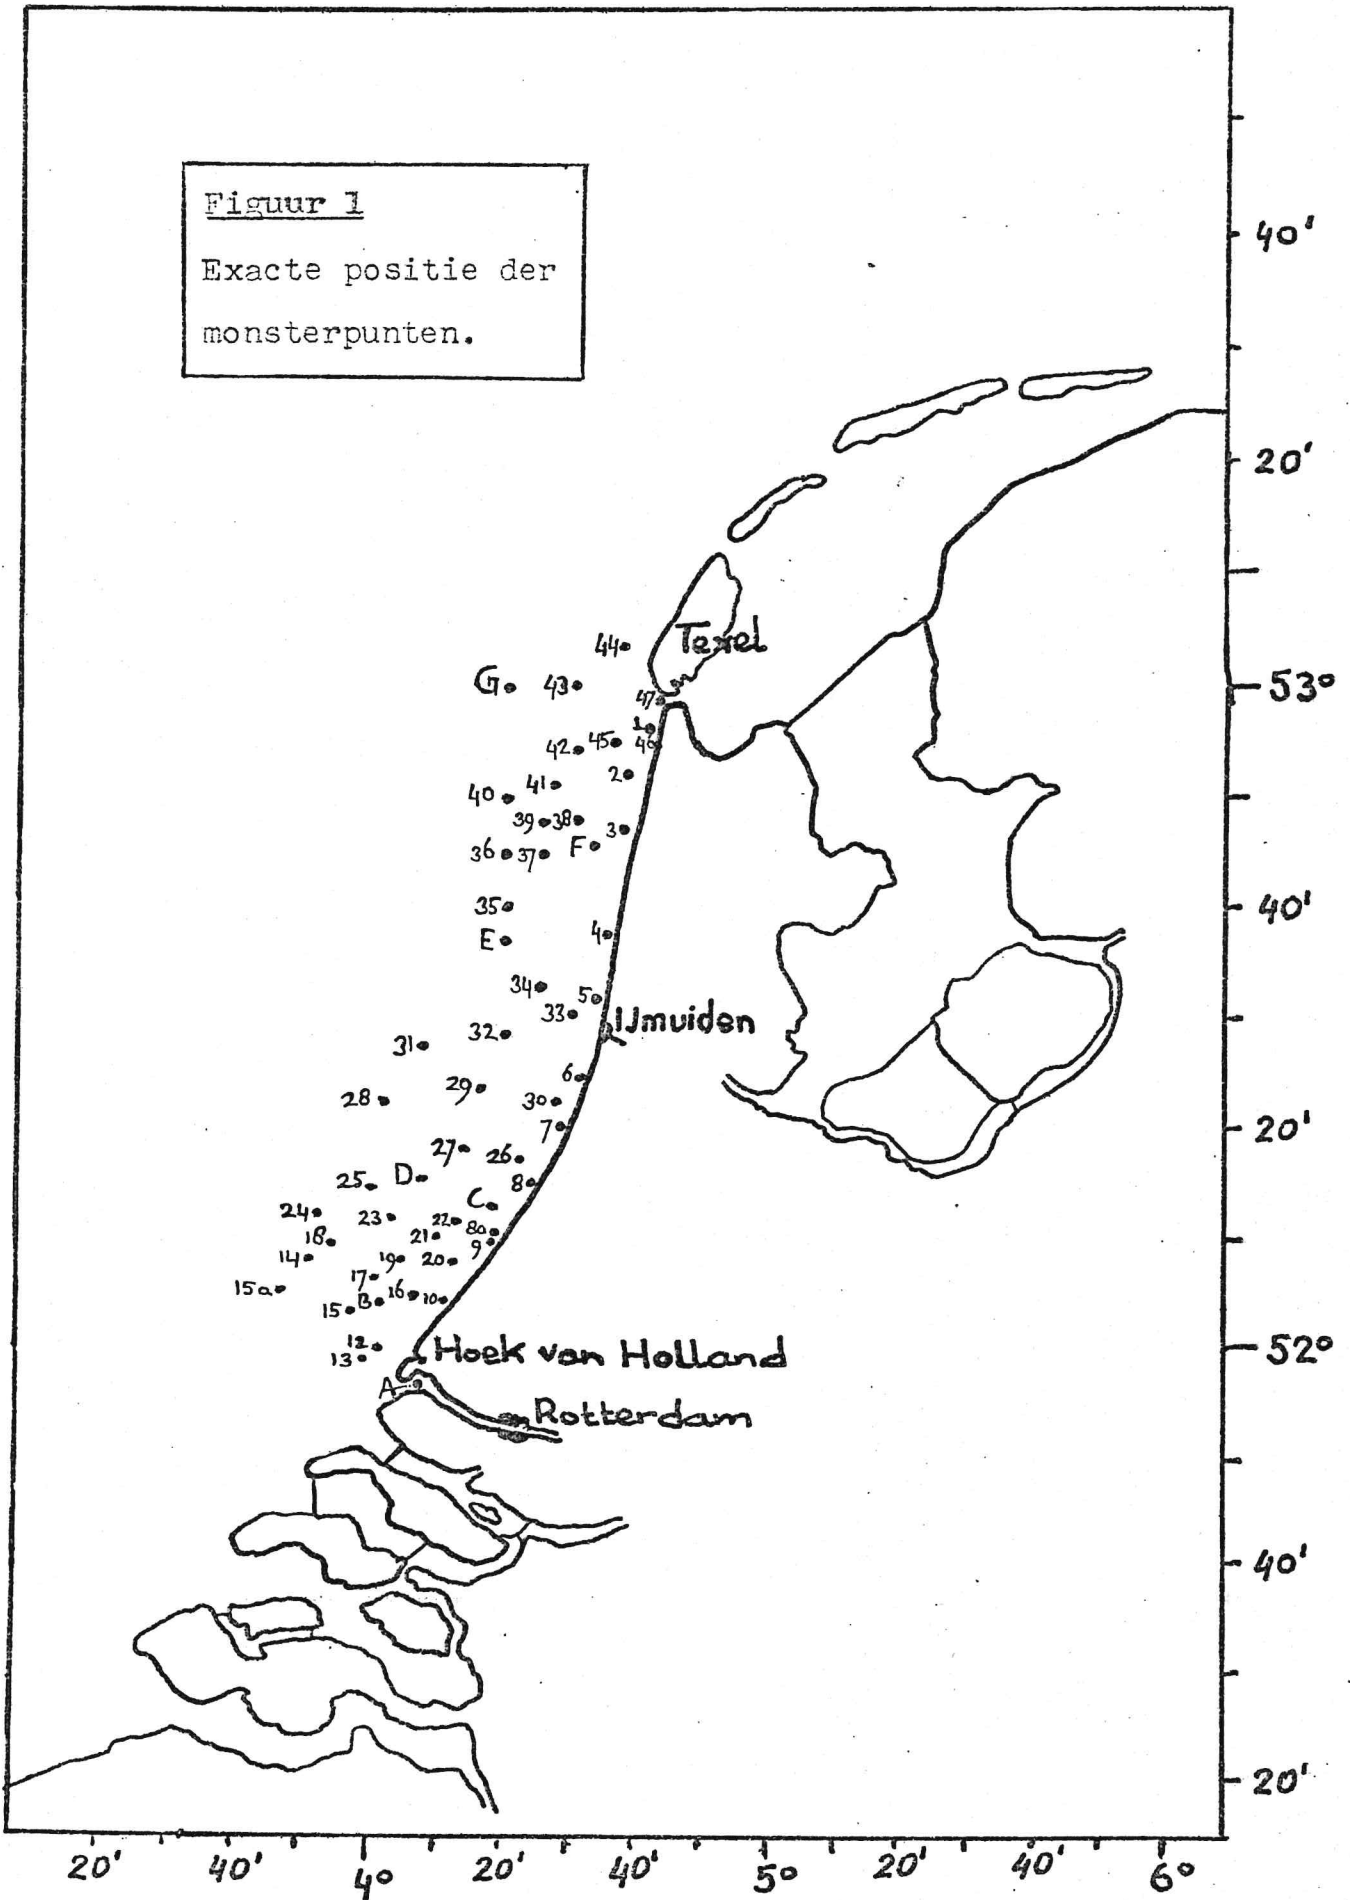 Figuur 1
Exacte positie der
monsterpunten.
40'
20'
44 Texel
G 43 53°
47
1
42 45 46
2
40 41
39 38 3
36 37 F
35 40'
E 4
34 5
33 IJmuiden
31 32
6
28 29 30
7 20'
27 26
25 D 8
24 23 22 C
18 21 8a
14 19 20 9
15a 17 16
15 B 10
12 52°
13 Hoek van Holland
A
Rotterdam
40'
20'
20' 40' 4° 20' 40' 5° 20' 40' 6°